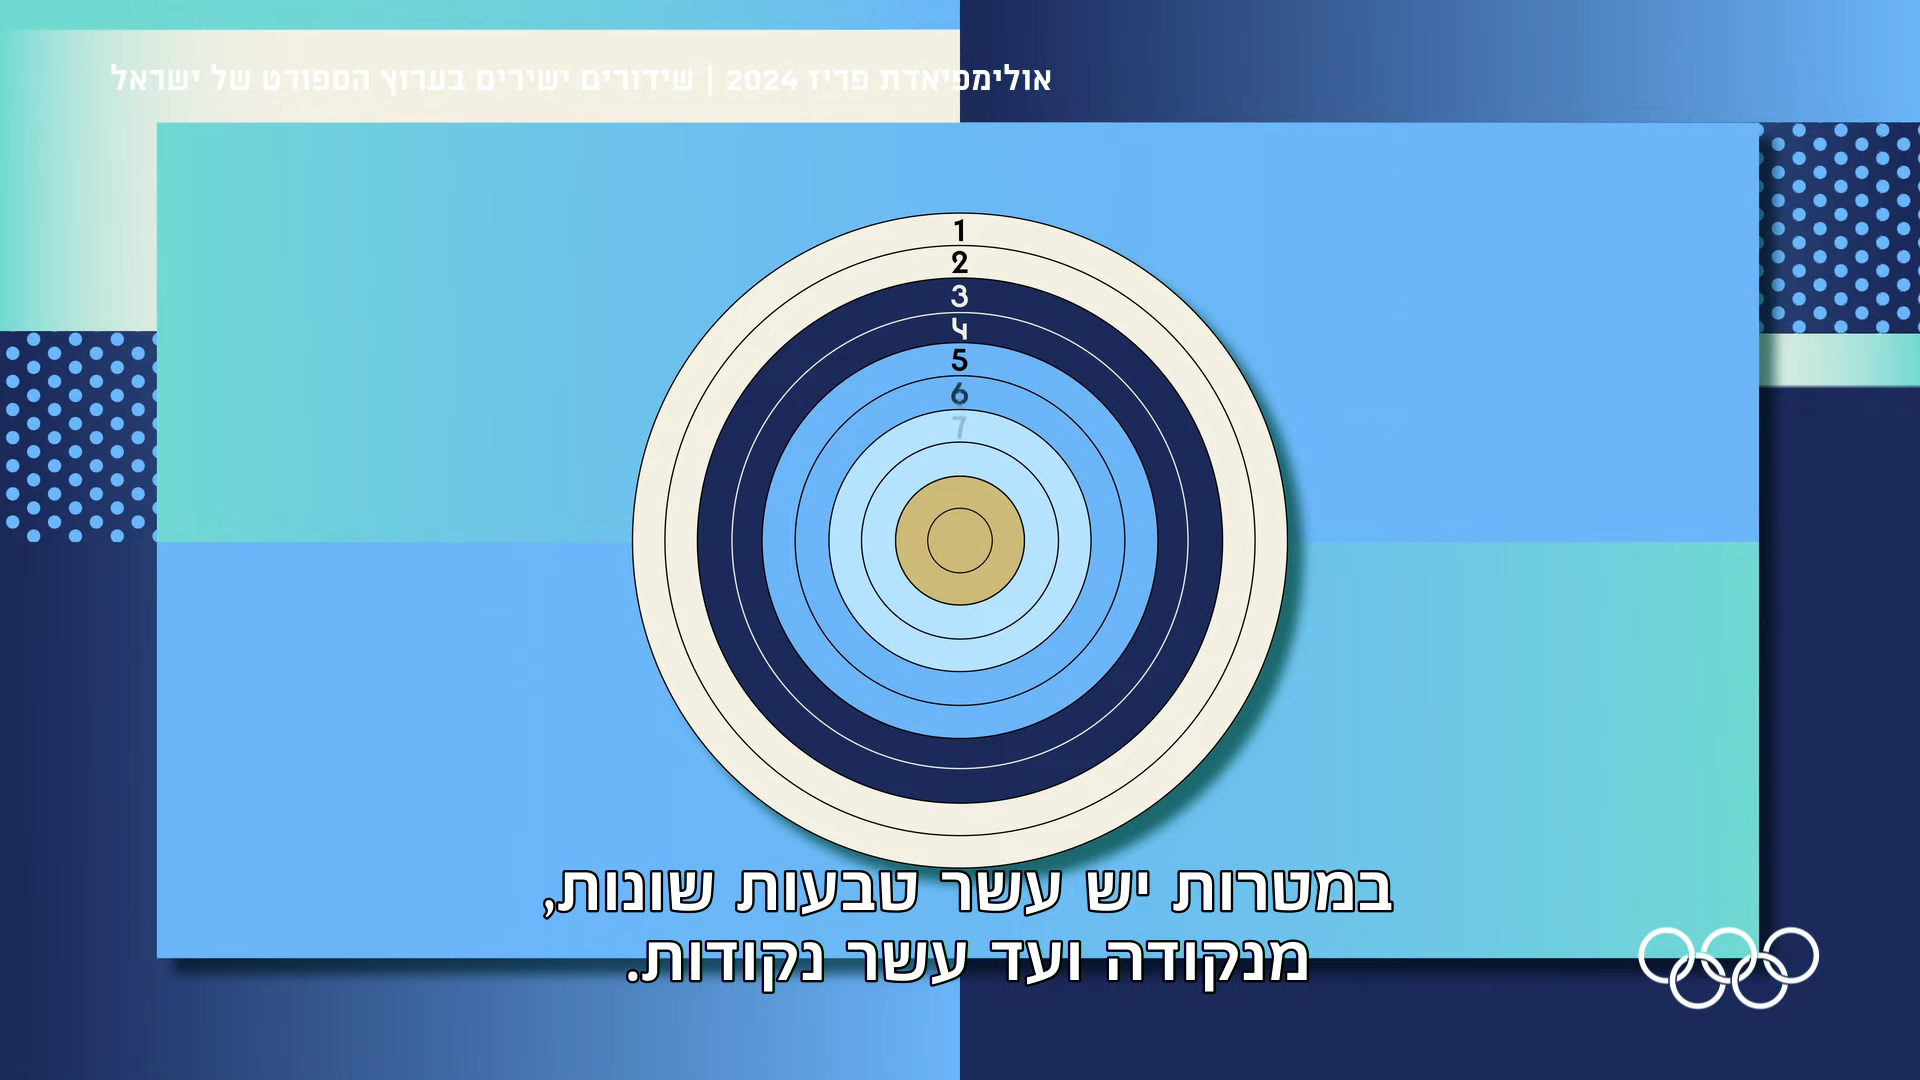 אולימפיאדת פריז 2024 | שידורים ישירים בערוץ הספורט של ישראל
1
2
3
4
5
6
7
במטרות יש עשר טבעות שונות,
מנקודה ועד עשר נקודות.